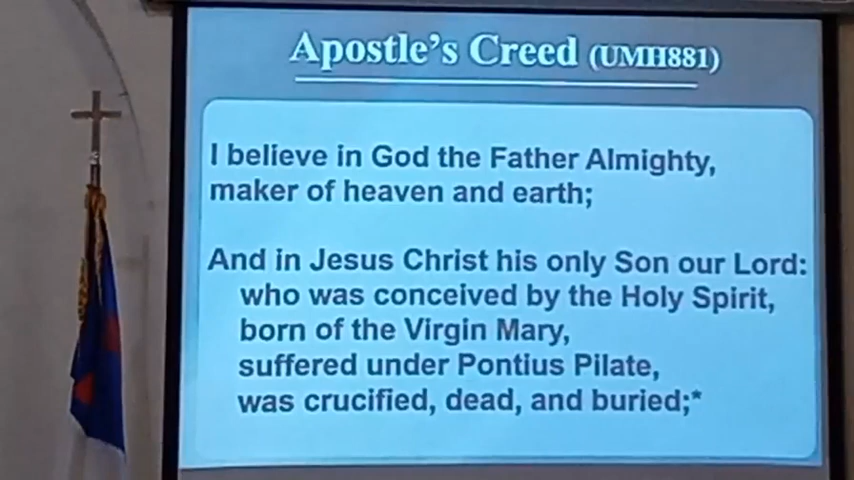 Apostle's Creed (UMH881)
I believe in God the Father Almighty,
maker of heaven and earth;
And in Jesus Christ his only Son our Lord:
who was conceived by the Holy Spirit,
born of the Virgin Mary,
suffered under Pontius Pilate,
was crucified, dead, and buried;*